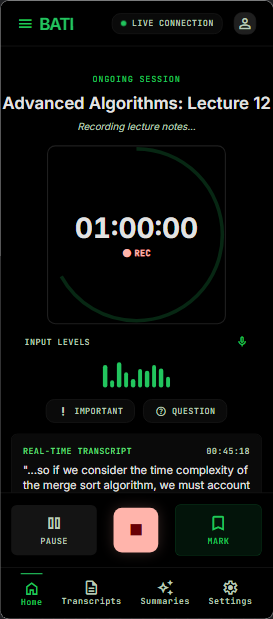 BATI
LIVE CONNECTION
ONGOING SESSION
Advanced Algorithms: Lecture 12
Recording lecture notes...
01:00:00
REC
INPUT LEVELS
! IMPORTANT
? QUESTION
REAL-TIME TRANSCRIPT 00:45:18
"...so if we consider the time complexity of
the merge sort algorithm, we must account
PAUSE
MARK
Home Transcripts Summaries Settings